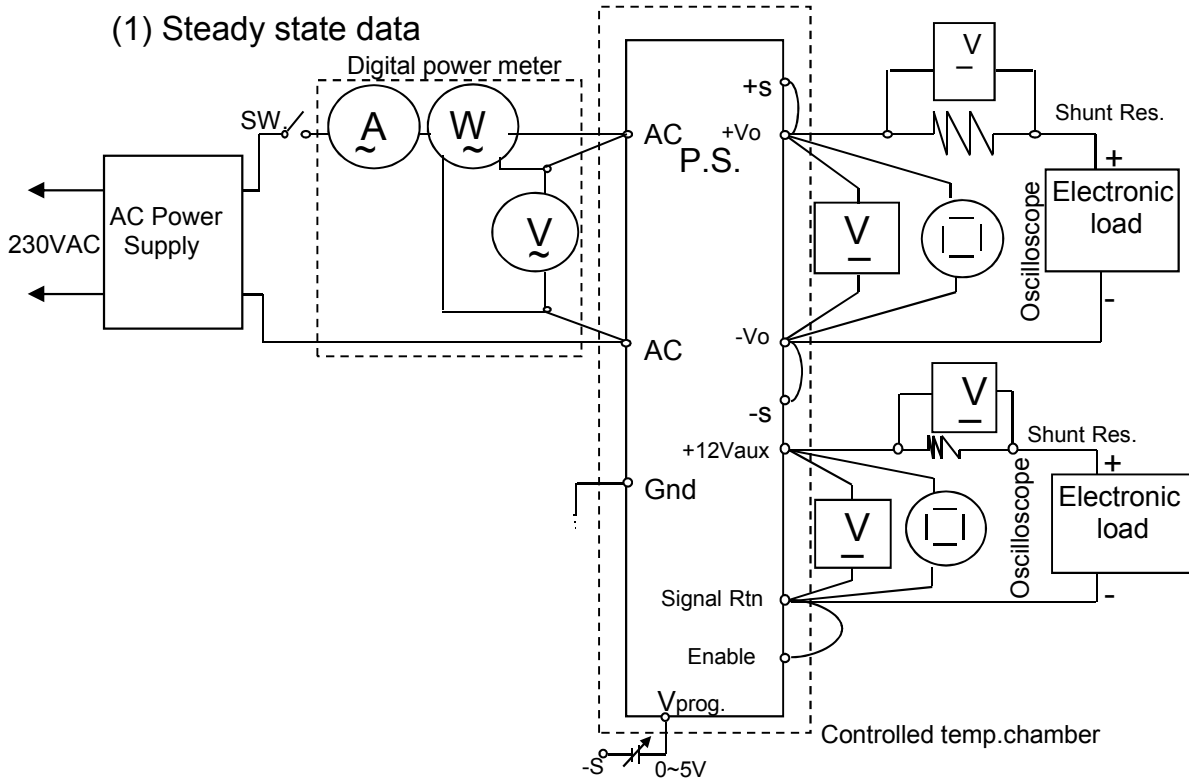 (1) Steady state data
Digital power meter
SW.
A
~
W
~
V
~
AC Power
Supply
230VAC
AC
P.S.
AC
Gnd
+s
+Vo
-Vo
-s
+12Vaux
Signal Rtn
Enable
Vprog.
-S
0~5V
V
Shunt Res.
+
Electronic
load
-
V
Oscilloscope
V
Shunt Res.
+
Electronic
load
-
V
Oscilloscope
Controlled temp.chamber